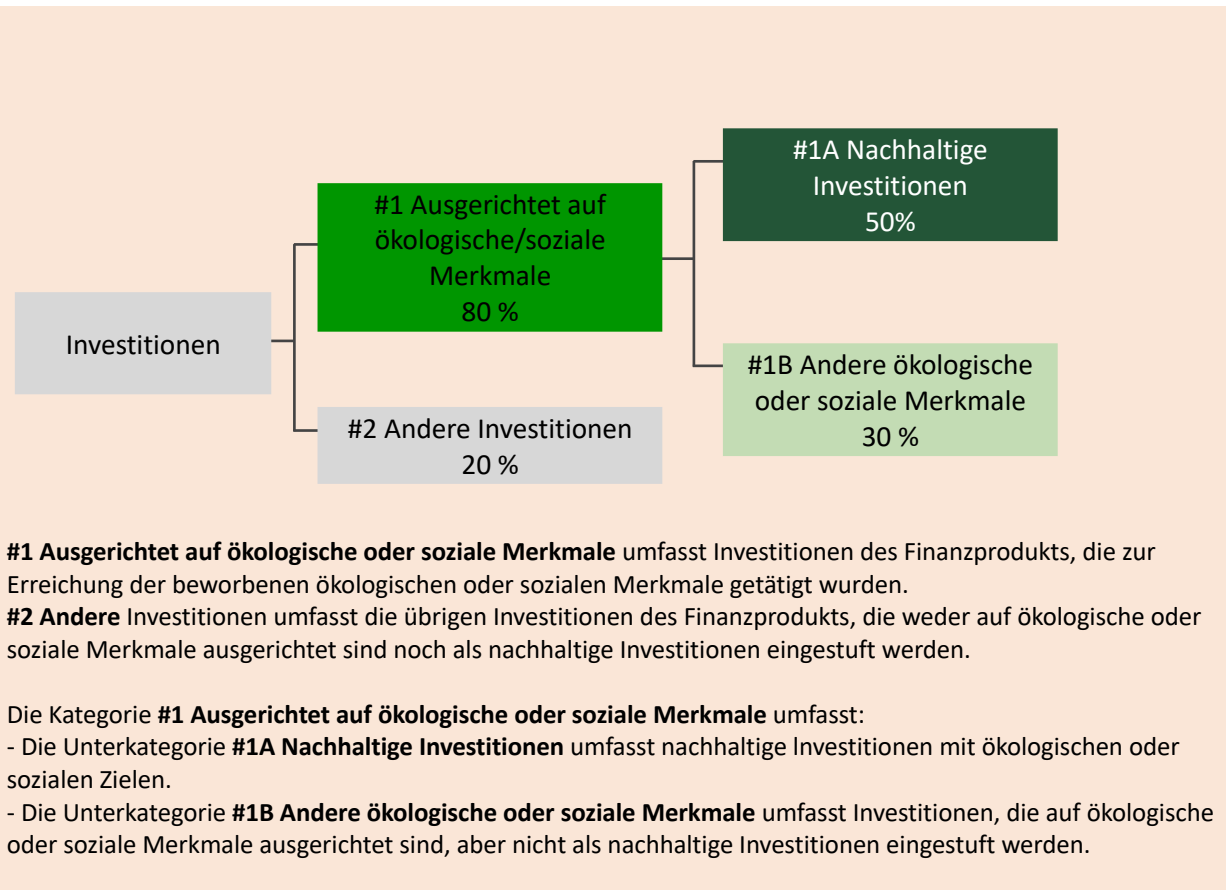 #1A Nachhaltige
Investitionen
50%
#1 Ausgerichtet auf
ökologische/soziale
Merkmale
80 %
Investitionen
#1B Andere ökologische
oder soziale Merkmale
30 %
#2 Andere Investitionen
20 %
#1 Ausgerichtet auf ökologische oder soziale Merkmale umfasst Investitionen des Finanzprodukts, die zur
Erreichung der beworbenen ökologischen oder sozialen Merkmale getätigt wurden.
#2 Andere Investitionen umfasst die übrigen Investitionen des Finanzprodukts, die weder auf ökologische oder
soziale Merkmale ausgerichtet sind noch als nachhaltige Investitionen eingestuft werden.
Die Kategorie #1 Ausgerichtet auf ökologische oder soziale Merkmale umfasst:
- Die Unterkategorie #1A Nachhaltige Investitionen umfasst nachhaltige lnvestitionen mit ökologischen oder
sozialen Zielen.
- Die Unterkategorie #1B Andere ökologische oder soziale Merkmale umfasst Investitionen, die auf ökologische
oder soziale Merkmale ausgerichtet sind, aber nicht als nachhaltige Investitionen eingestuft werden.